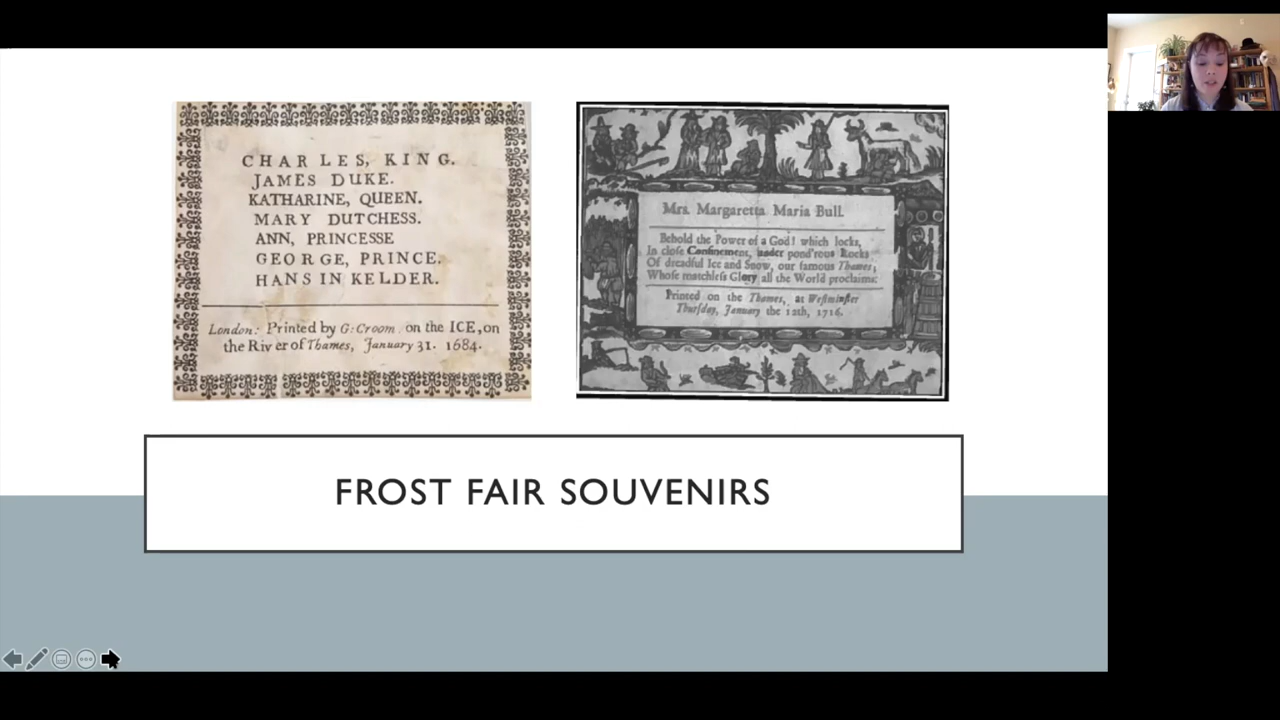 CHARLES, KING.
JAMES DUKE.
KATHARINE, QUEEN.
MARY DUTCHESS.
ANN, PRINCESSE
GEORGE, PRINCE.
HANS IN KELDER.
London: Printed by G: Croom, on the ICE, on
the River of Thames, January 31. 1684.
Mrs. Margaretta Maria Bull.
Behold the Power of a God! which locks,
In close Confinement, under pond'rous Rocks
Of dreadful Ice and Snow, our famous Thames,
Whose matchless Glory all the World proclaims.
Printed on the Thames, at Westminster
Thursday, January the 12th, 1716.
FROST FAIR SOUVENIRS